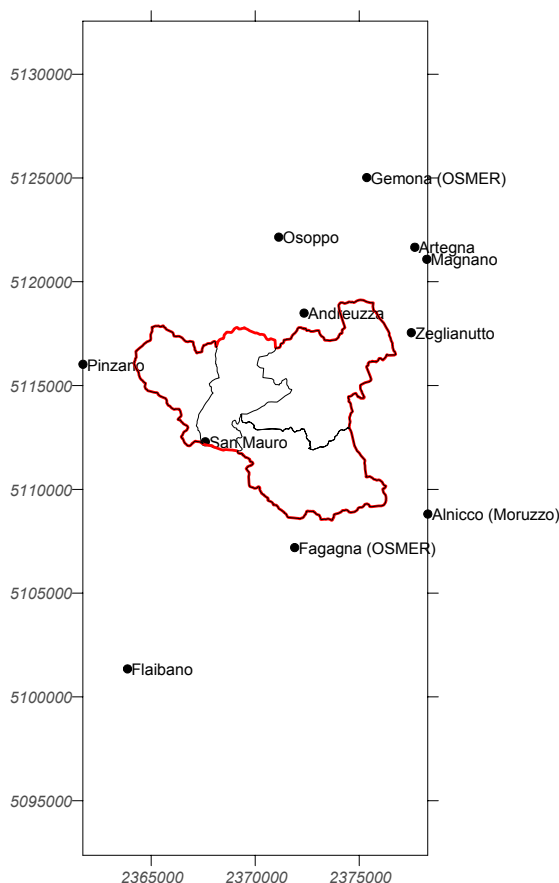 5130000
5125000
Gemona (OSMER)
Osoppo
Artegna
5120000
Magnano
Andreuzza
Zeglianutto
5115000
Pinzano
San Mauro
5110000
Alnicco (Moruzzo)
Fagagna (OSMER)
5105000
Flaibano
5100000
5095000
2365000
2370000
2375000